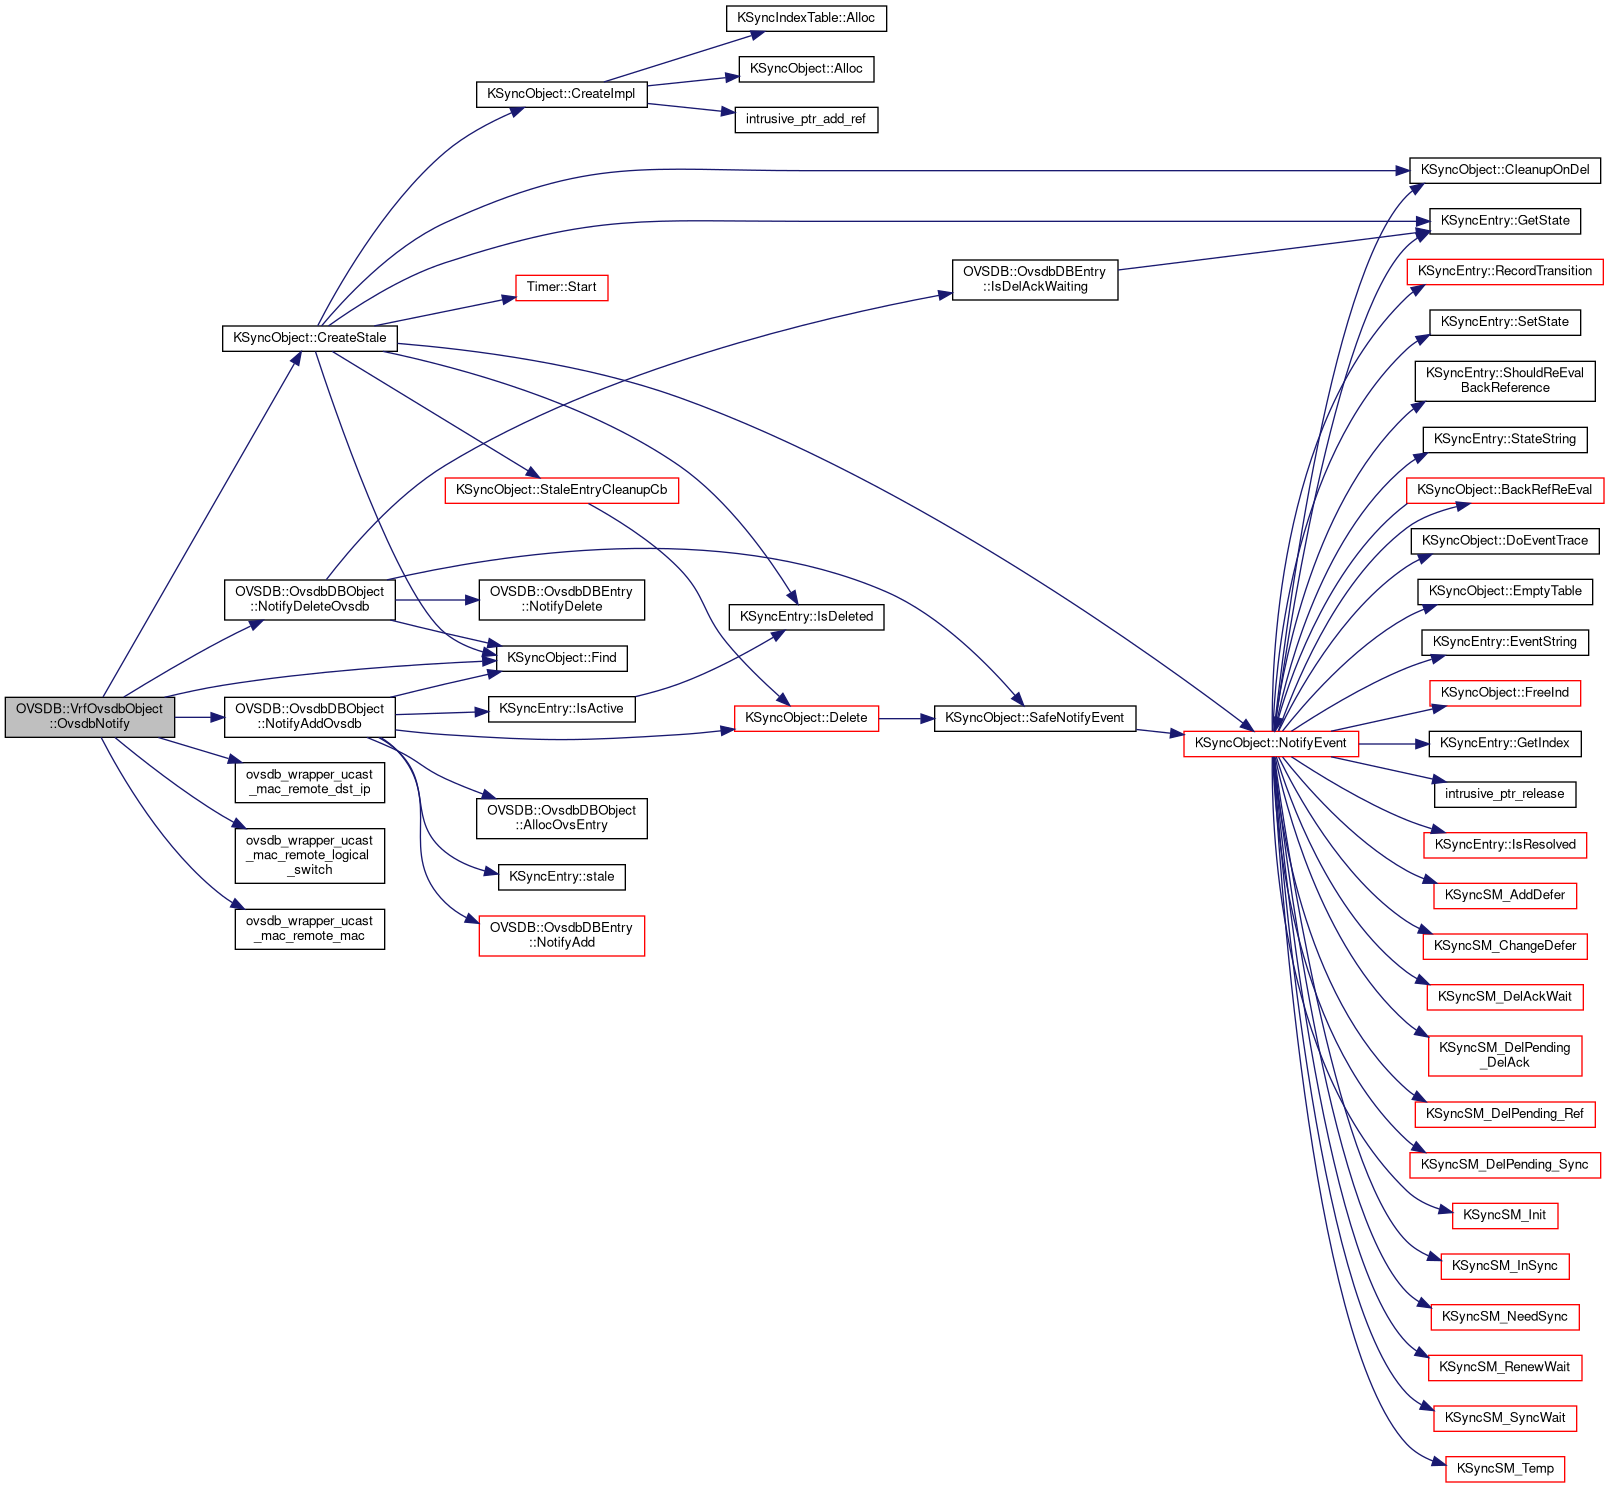 KSyncIndexTable::Alloc
KSyncObject::Alloc
KSyncObject::CreateImpl
intrusive_ptr_add_ref
KSyncObject::CleanupOnDel
KSyncEntry::GetState
OVSDB::OvsdbDBEntry
::IsDelAckWaiting
KSyncEntry::RecordTransition
Timer::Start
KSyncEntry::SetState
KSyncObject::CreateStale
KSyncEntry::ShouldReEval
BackReference
KSyncEntry::StateString
KSyncObject::StaleEntryCleanupCb
KSyncObject::BackRefReEval
KSyncObject::DoEventTrace
OVSDB::OvsdbDBObject
::NotifyDeleteOvsdb
OVSDB::OvsdbDBEntry
::NotifyDelete
KSyncObject::EmptyTable
KSyncEntry::IsDeleted
KSyncEntry::EventString
KSyncObject::Find
KSyncObject::FreeInd
OVSDB::VrfOvsdbObject
::OvsdbNotify
OVSDB::OvsdbDBObject
::NotifyAddOvsdb
KSyncEntry::IsActive
KSyncObject::Delete
KSyncObject::SafeNotifyEvent
KSyncObject::NotifyEvent
KSyncEntry::GetIndex
ovsdb_wrapper_ucast
_mac_remote_dst_ip
intrusive_ptr_release
OVSDB::OvsdbDBObject
::AllocOvsEntry
ovsdb_wrapper_ucast
_mac_remote_logical
_switch
KSyncEntry::IsResolved
KSyncEntry::stale
KSyncSM_AddDefer
ovsdb_wrapper_ucast
_mac_remote_mac
OVSDB::OvsdbDBEntry
::NotifyAdd
KSyncSM_ChangeDefer
KSyncSM_DelAckWait
KSyncSM_DelPending
_DelAck
KSyncSM_DelPending_Ref
KSyncSM_DelPending_Sync
KSyncSM_Init
KSyncSM_InSync
KSyncSM_NeedSync
KSyncSM_RenewWait
KSyncSM_SyncWait
KSyncSM_Temp